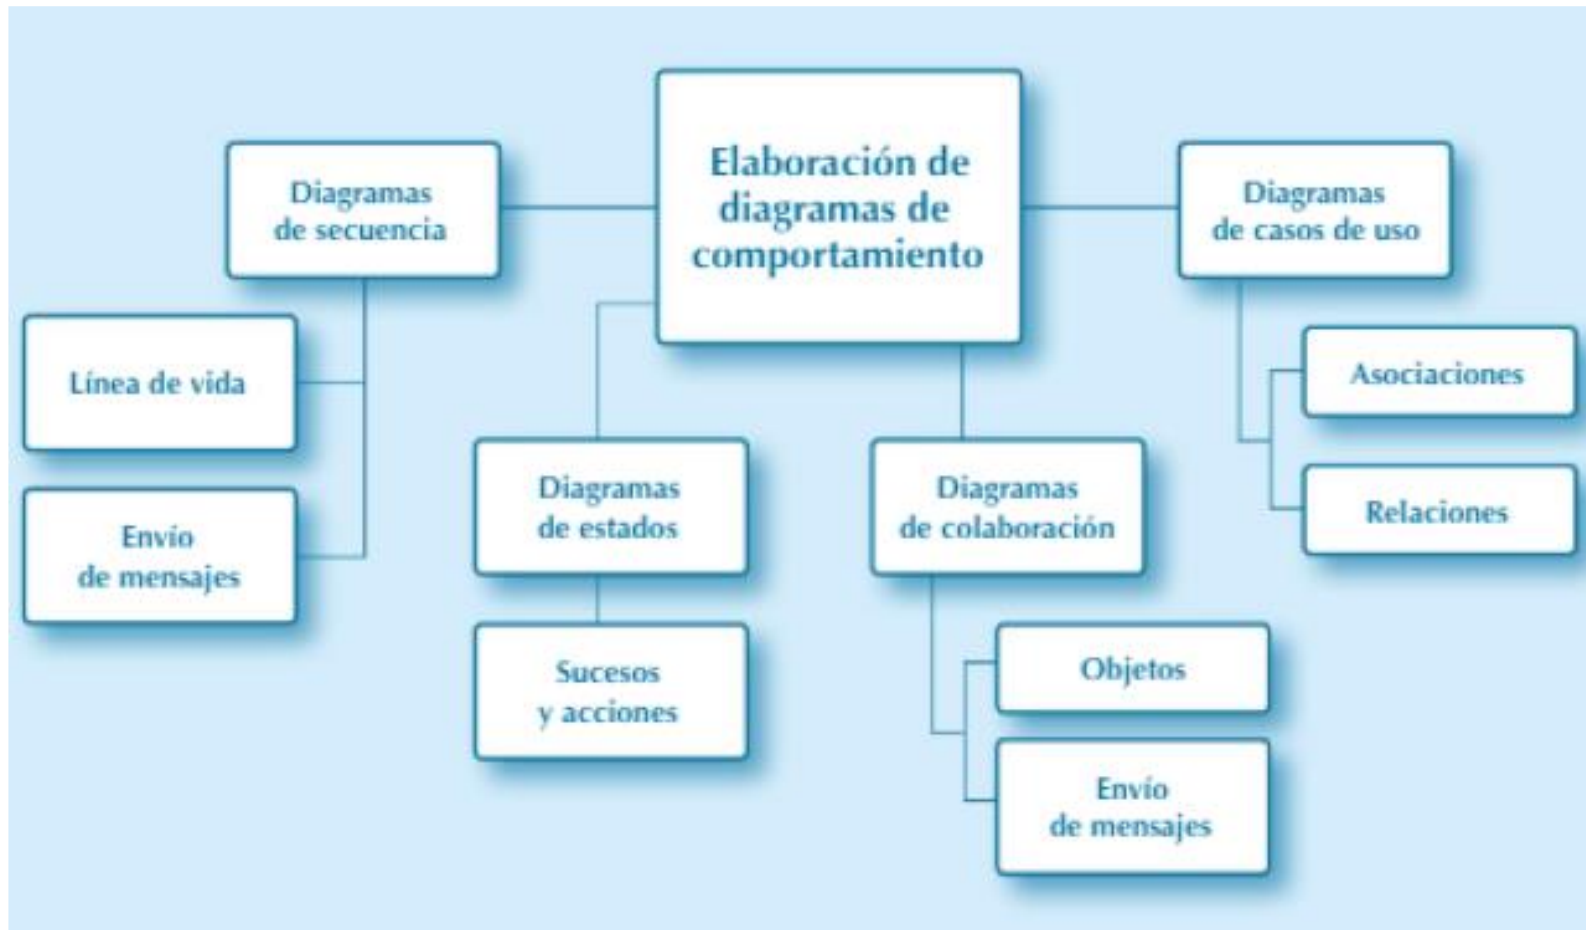 Elaboración de
diagramas de
comportamiento
Diagramas
de secuencia
Línea de vida
Envío
de mensajes
Diagramas
de estados
Sucesos
y acciones
Diagramas
de colaboración
Objetos
Envío
de mensajes
Diagramas
de casos de uso
Asociaciones
Relaciones